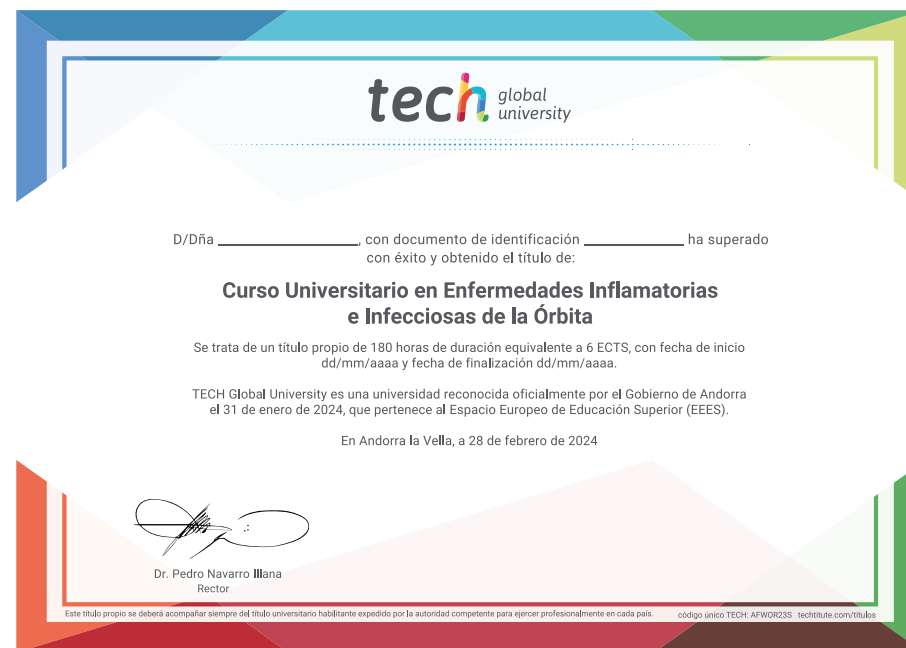 tech global university
D/Dña ____________________, con documento de identificación ______________ ha superado
con éxito y obtenido el título de:
Curso Universitario en Enfermedades Inflamatorias
e Infecciosas de la Órbita
Se trata de un título propio de 180 horas de duración equivalente a 6 ECTS, con fecha de inicio
dd/mm/aaaa y fecha de finalización dd/mm/aaaa.
TECH Global University es una universidad reconocida oficialmente por el Gobierno de Andorra
el 31 de enero de 2024, que pertenece al Espacio Europeo de Educación Superior (EEES).
En Andorra la Vella, a 28 de febrero de 2024
Dr. Pedro Navarro Illana
Rector
Este título propio se deberá acompañar siempre del título universitario habilitante expedido por la autoridad competente para ejercer profesionalmente en cada país.
código único TECH: AFWOR23S techtitute.com/titulos